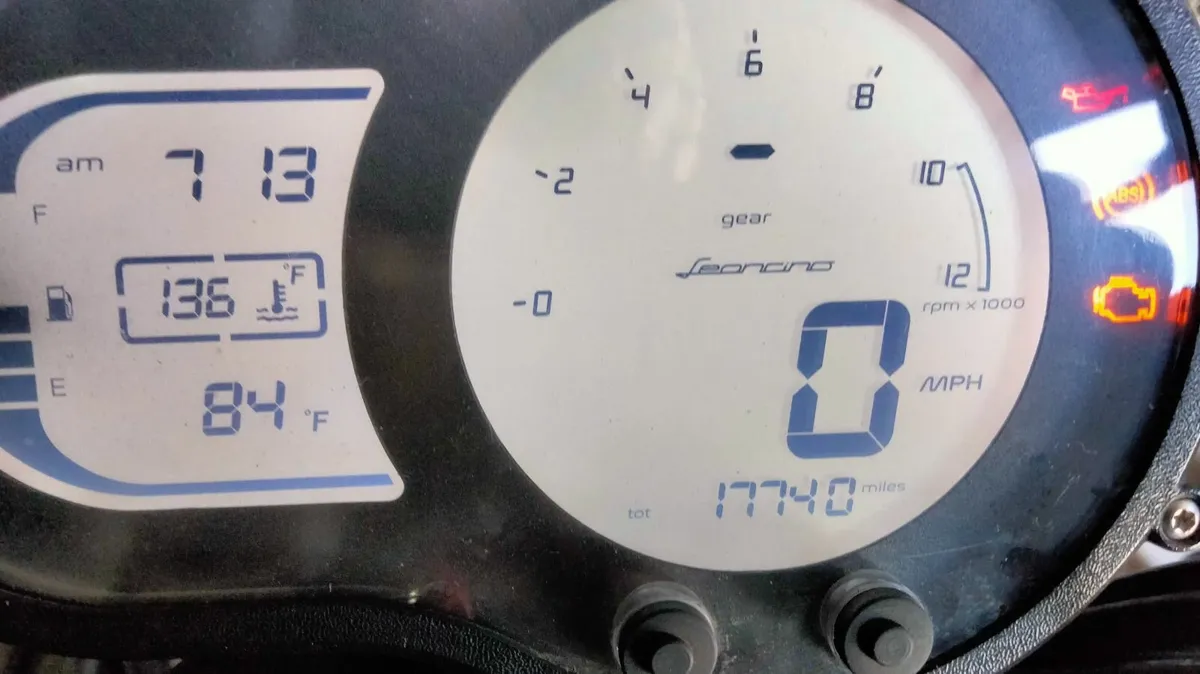 am 7 13
F
136 °F
E
84 °F
-0
2
4
6
8
10
12
rpm x 1000
gear
Leoncino
0 MPH
tot 17740 miles
ABS